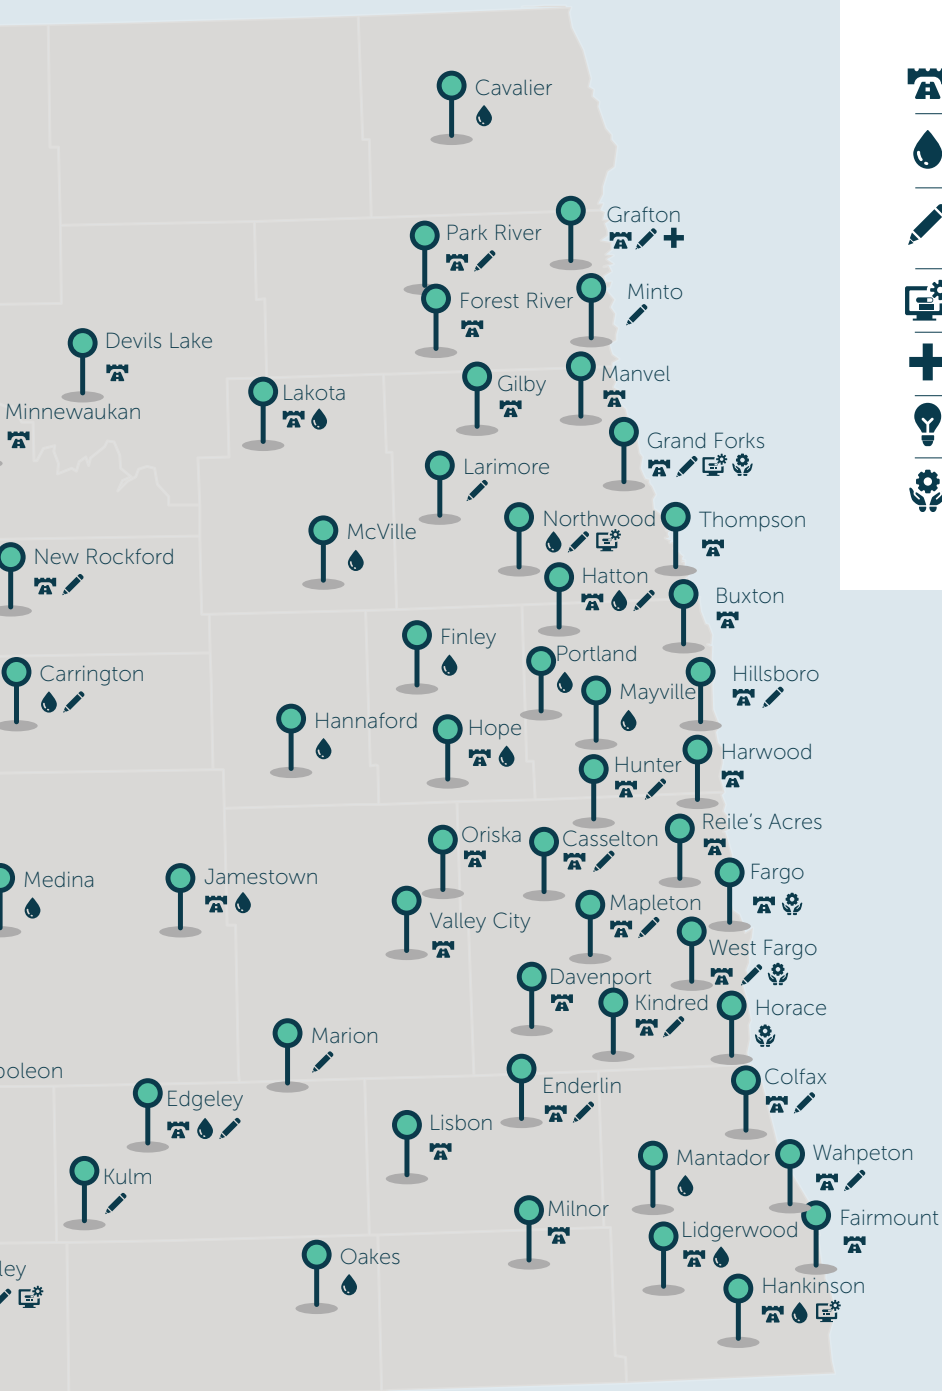 Cavalier
Grafton
Park River
Minto
Forest River
Devils Lake
Manvel
Gilby
Lakota
Minnewaukan
Grand Forks
Larimore
Northwood
Thompson
McVille
New Rockford
Hatton
Buxton
Finley
Portland
Carrington
Hillsboro
Mayville
Hannaford
Hope
Harwood
Hunter
Reile's Acres
Oriska
Casselton
Fargo
Medina
Jamestown
Mapleton
Valley City
West Fargo
Davenport
Kindred
Horace
Marion
poleon
Colfax
Enderlin
Edgeley
Lisbon
Wahpeton
Mantador
Kulm
Milnor
Fairmount
Lidgerwood
Oakes
ley
Hankinson